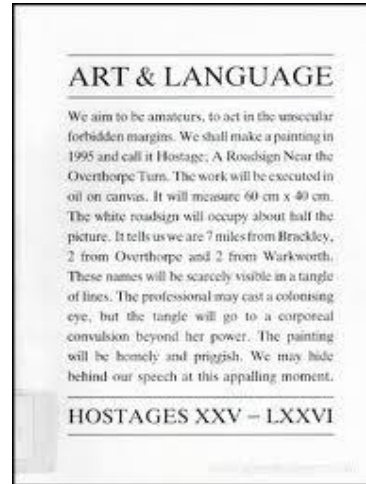 ART & LANGUAGE
We aim to be amateurs, to act in the unsecular
forbidden margins. We shall make a painting in
1995 and call it Hostage; A Roadsign Near the
Overthorpe Turn. The work will be executed in
oil on canvas. It will measure 60 cm x 40 cm.
The white roadsign will occupy about half the
picture. It tells us we are 7 miles from Brackley,
2 from Overthorpe and 2 from Warkworth.
These names will be scarcely visible in a tangle
of lines. The professional may cast a colonising
eye, but the tangle will go to a corporeal
convulsion beyond her power. The painting
will be homely and priggish. We may hide
behind our speech at this appalling moment.
HOSTAGES XXV – LXXVI